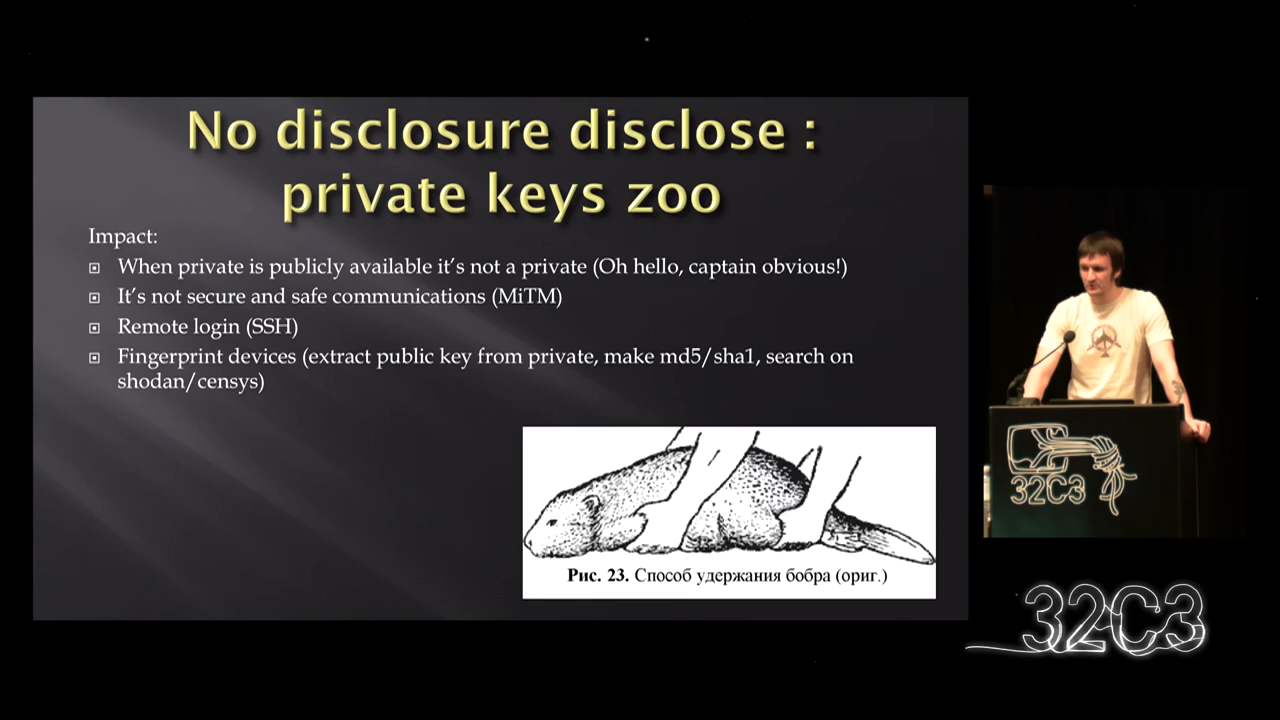 No disclosure disclose :
private keys zoo
Impact:
When private is publicly available it's not a private (Oh hello, captain obvious!)
It's not secure and safe communications (MiTM)
Remote login (SSH)
Fingerprint devices (extract public key from private, make md5/sha1, search on
shodan/censys)
Рис. 23. Способ удержания бобра (ориг.)
32C3
32C3